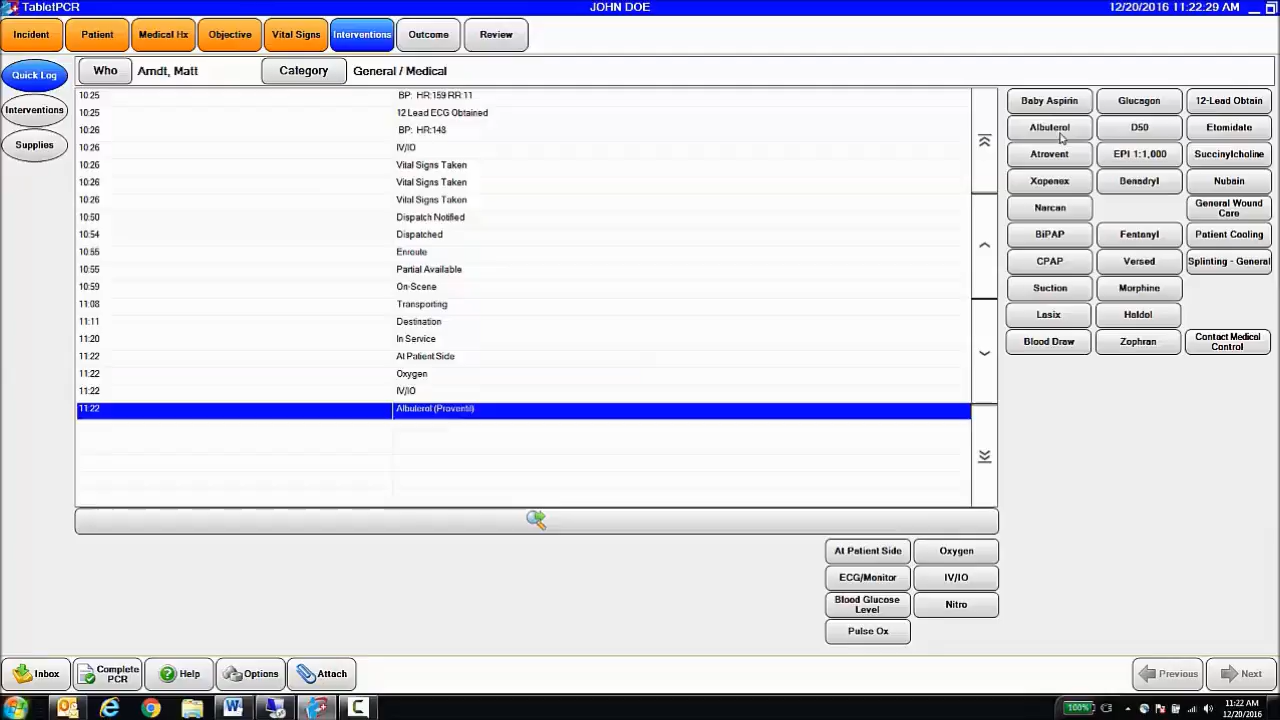 TabletPCR JOHN DOE 12/20/2016 11:22:29 AM
Incident Patient Medical Hx Objective Vital Signs Interventions Outcome Review
Quick Log
Interventions
Supplies
Who Arndt, Matt Category General / Medical
10:25 BP: HR:159 RR:11
10:25 12 Lead ECG Obtained
10:26 BP: HR:148
10:26 IV/IO
10:26 Vital Signs Taken
10:26 Vital Signs Taken
10:26 Vital Signs Taken
10:50 Dispatch Notified
10:54 Dispatched
10:55 Enroute
10:55 Partial Available
10:59 On-Scene
11:08 Transporting
11:11 Destination
11:20 In Service
11:22 At Patient Side
11:22 Oxygen
11:22 IV/IO
11:22 Albuterol (Proventil)
Baby Aspirin Glucagon 12-Lead Obtain
Albuterol D50 Etomidate
Atrovent EPI 1:1,000 Succinylcholine
Xopenex Benadryl Nubain
Narcan General Wound Care
BiPAP Fentanyl Patient Cooling
CPAP Versed Splinting - General
Suction Morphine
Lasix Haldol
Blood Draw Zophran Contact Medical Control
At Patient Side Oxygen
ECG/Monitor IV/IO
Blood Glucose Level Nitro
Pulse Ox
Inbox Complete PCR Help Options Attach Previous Next
100% 11:22 AM
12/20/2016